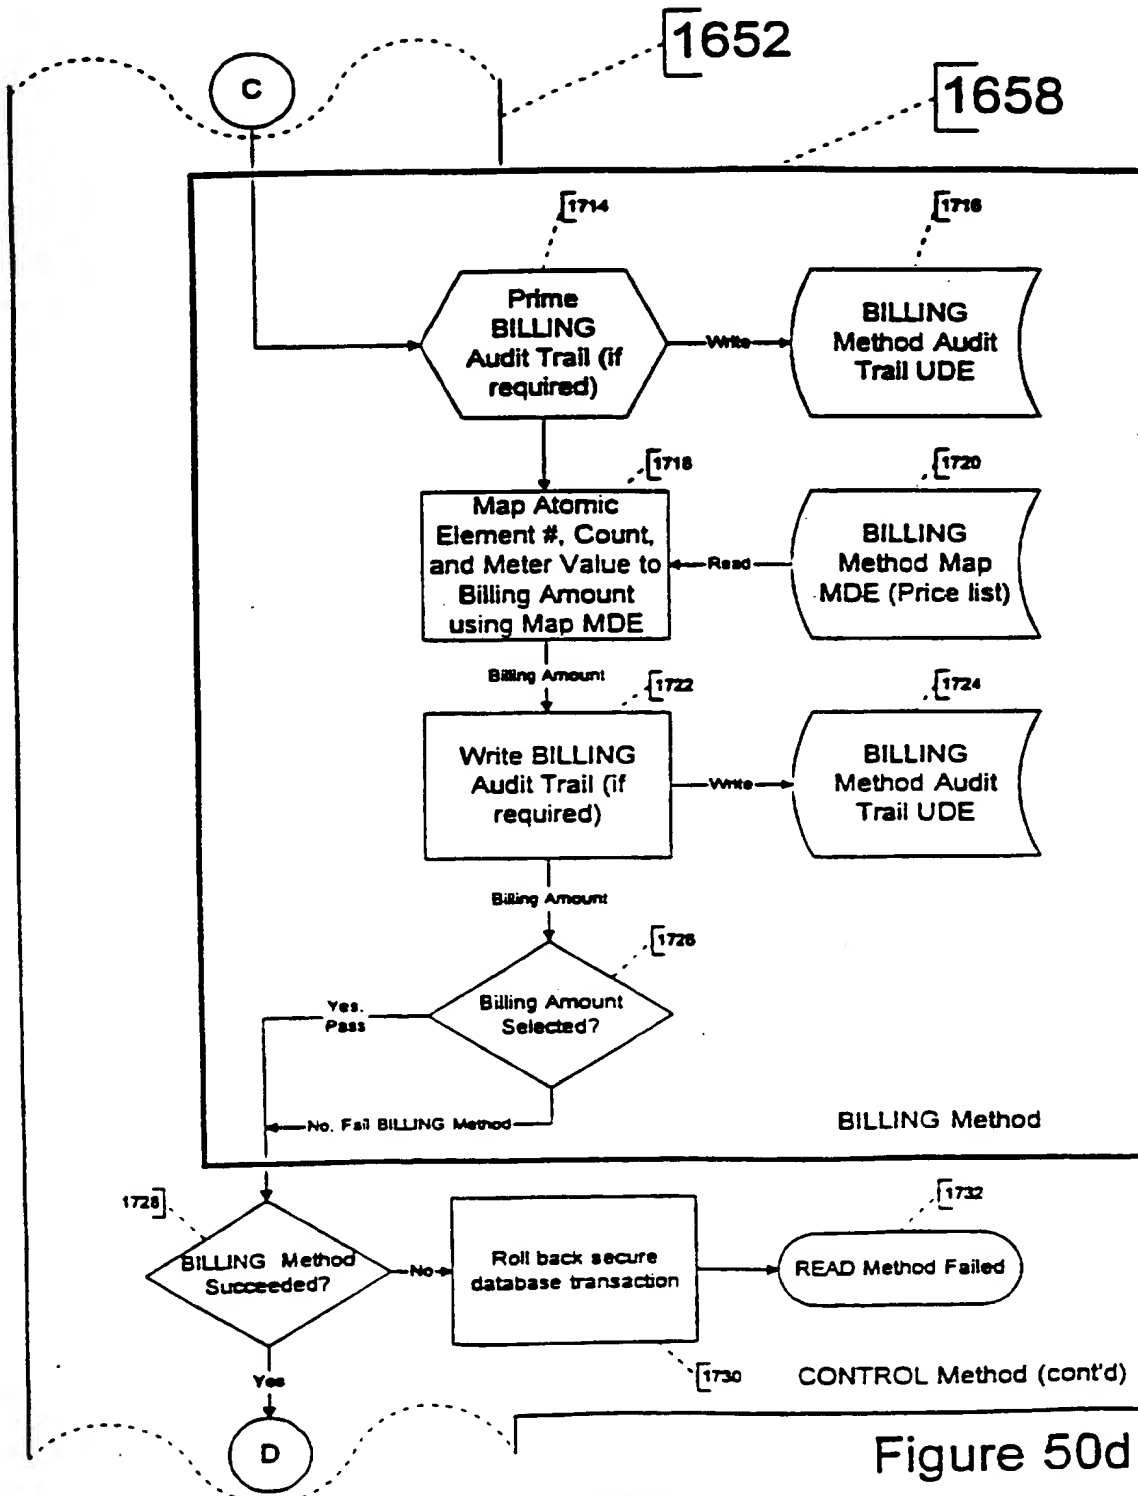 1652
C
1658
1714
1716
Prime
BILLING
Audit Trail (if
required)
Write
BILLING
Method Audit
Trail UDE
1718
1720
Map Atomic
Element #, Count,
and Meter Value to
Billing Amount
using Map MDE
Read
BILLING
Method Map
MDE (Price list)
Billing Amount
1722
1724
Write BILLING
Audit Trail (if
required)
Write
BILLING
Method Audit
Trail UDE
Billing Amount
1726
Yes.
Pass
Billing Amount
Selected?
No. Fail BILLING Method
BILLING Method
1728
1732
BILLING Method
Succeeded?
No
Roll back secure
database transaction
READ Method Failed
Yes
1730
CONTROL Method (cont'd)
D
Figure 50d